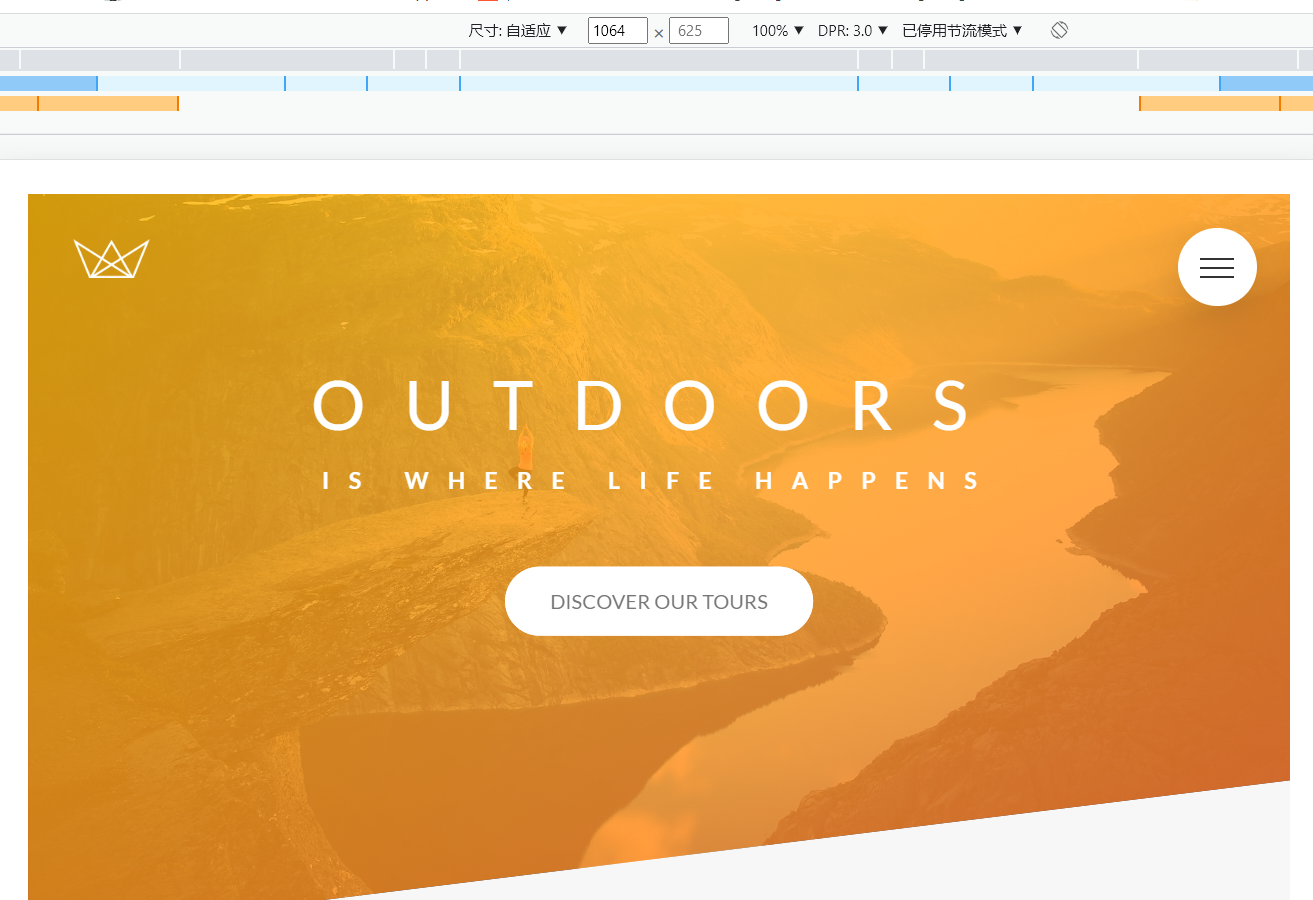 尺寸: 自适应 ▼ 1064 × 625 100% ▼ DPR: 3.0 ▼ 已停用节流模式 ▼
OUTDOORS
IS WHERE LIFE HAPPENS
DISCOVER OUR TOURS